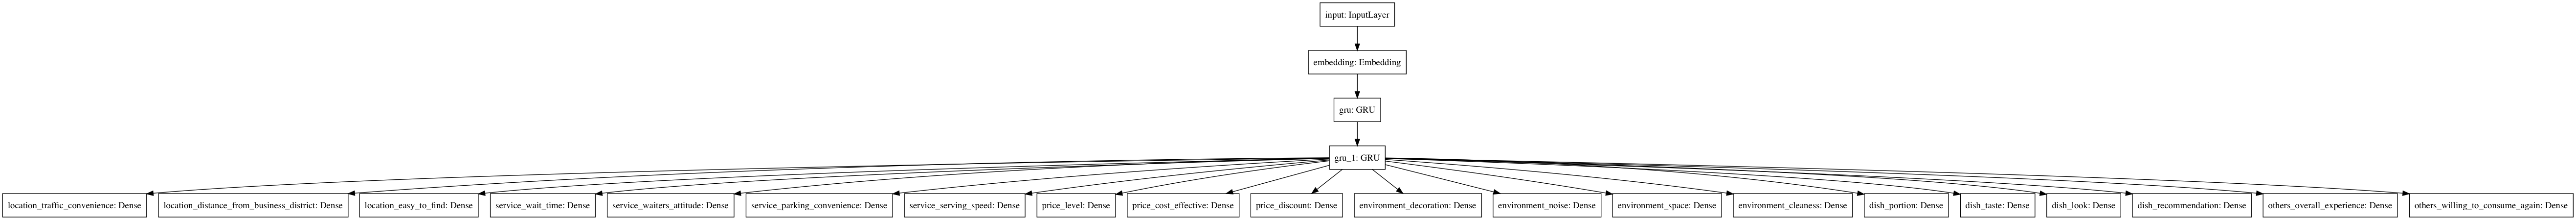 input: InputLayer
embedding: Embedding
gru: GRU
gru_1: GRU
location_traffic_convenience: Dense
location_distance_from_business_district: Dense
location_easy_to_find: Dense
service_wait_time: Dense
service_waiters_attitude: Dense
service_parking_convenience: Dense
service_serving_speed: Dense
price_level: Dense
price_cost_effective: Dense
price_discount: Dense
environment_decoration: Dense
environment_noise: Dense
environment_space: Dense
environment_cleaness: Dense
dish_portion: Dense
dish_taste: Dense
dish_look: Dense
dish_recommendation: Dense
others_overall_experience: Dense
others_willing_to_consume_again: Dense